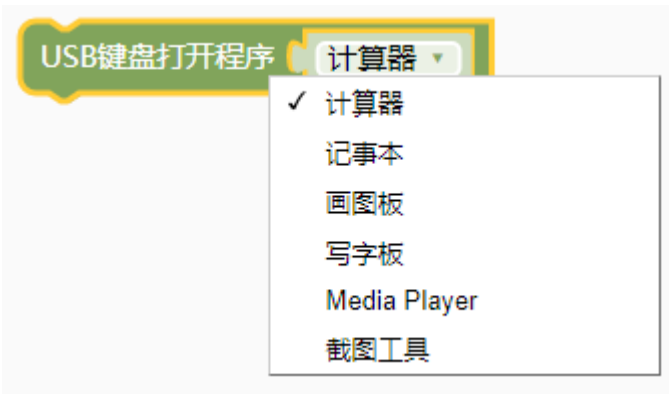 USB键盘打开程序 计算器
✓ 计算器
记事本
画图板
写字板
Media Player
截图工具